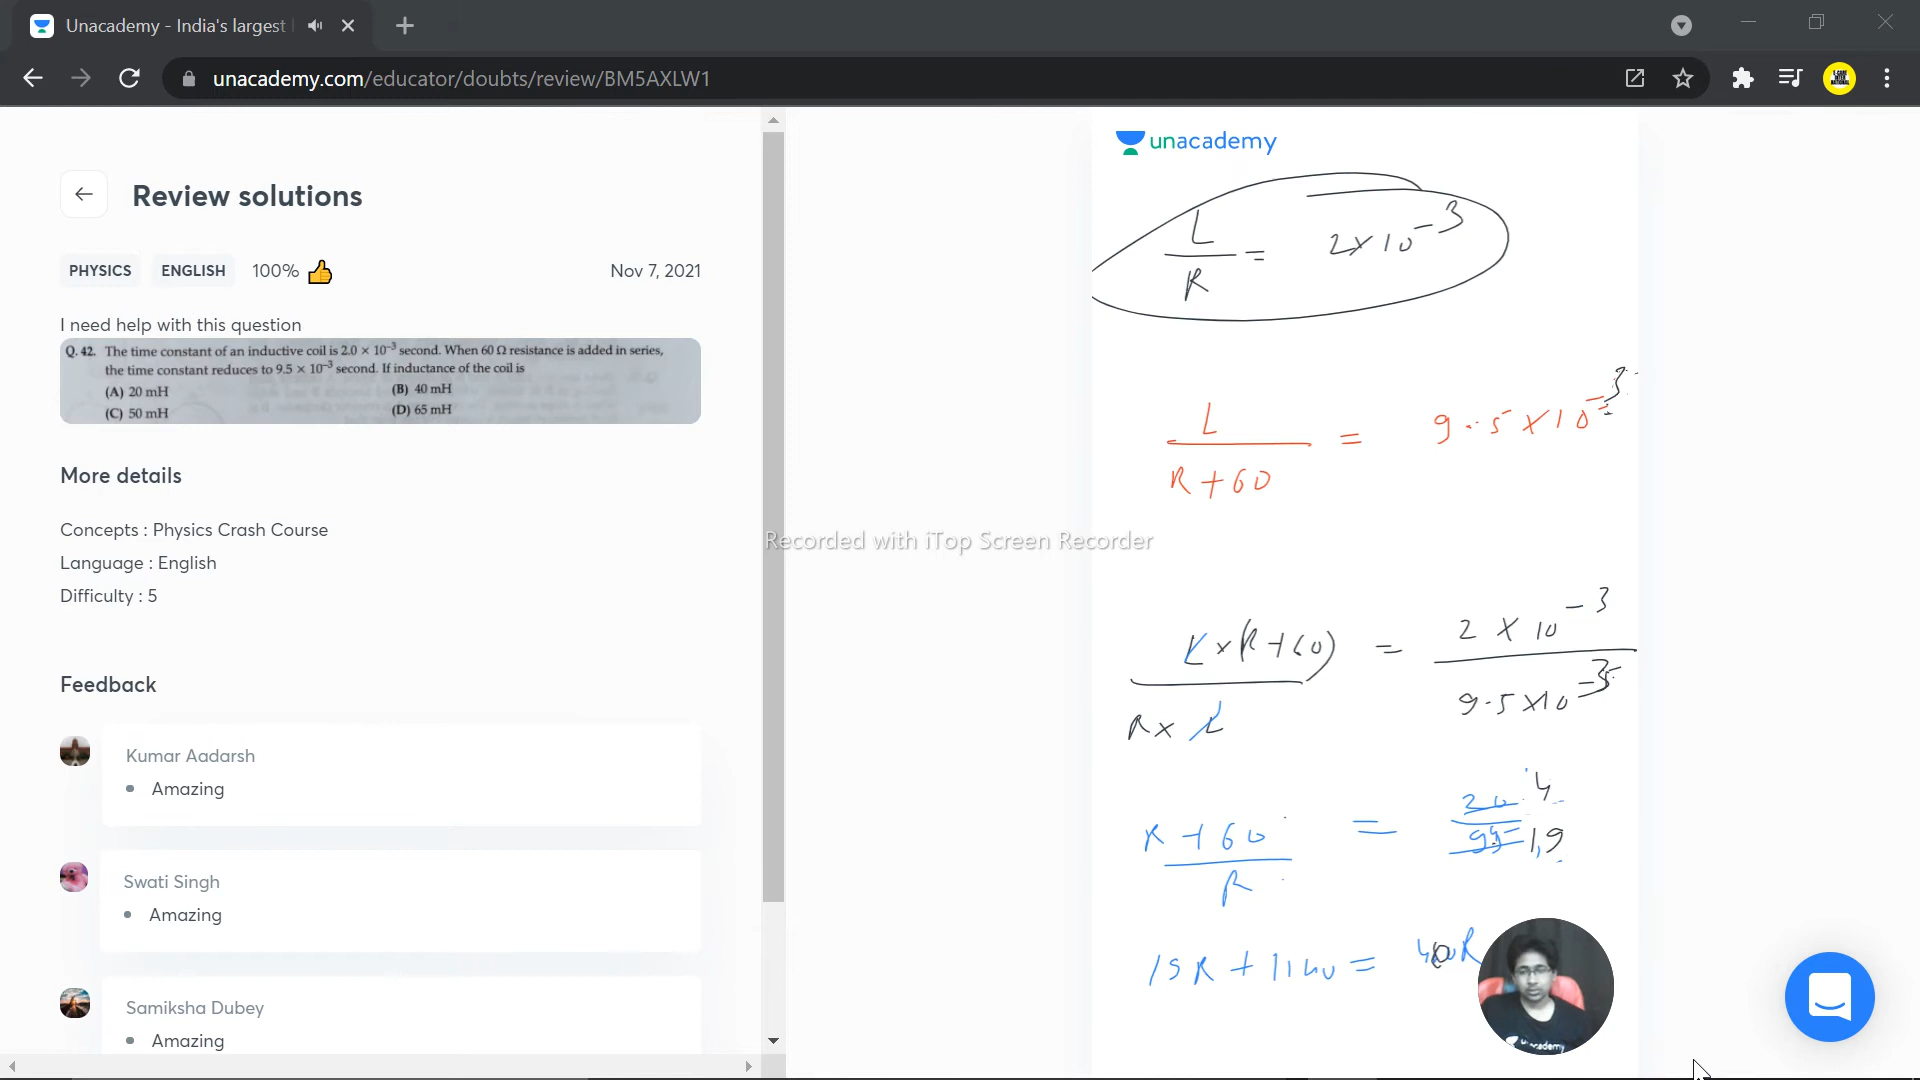 Unacademy - India's largest
unacademy.com/educator/doubts/review/BM5AXLW1
Review solutions
PHYSICS ENGLISH 100% 👍 Nov 7, 2021
I need help with this question
Q. 42. The time constant of an inductive coil is 2.0 × 10⁻³ second. When 60 Ω resistance is added in series,
the time constant reduces to 9.5 × 10⁻³ second. If inductance of the coil is
(A) 20 mH (B) 40 mH
(C) 50 mH (D) 65 mH
More details
Concepts : Physics Crash Course
Language : English
Difficulty : 5
Feedback
Kumar Aadarsh
• Amazing
Swati Singh
• Amazing
Samiksha Dubey
• Amazing
unacademy
L
R = 2×10⁻³
L
R+60 = 9.5×10⁻³
Recorded with iTop Screen Recorder
L×(R+60) = 2×10⁻³
R×L 9.5×10⁻³
R+60 = 20 4
R 95 19
unacademy